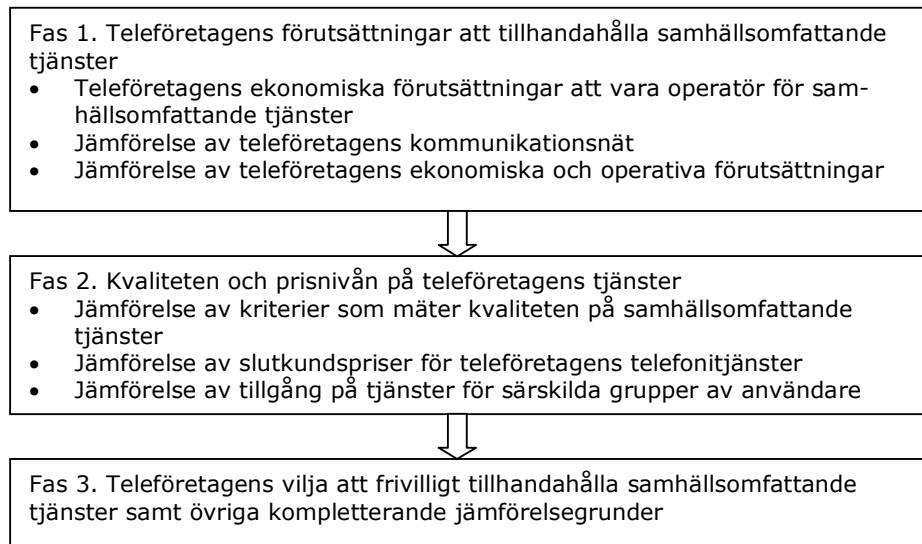 Fas 1. Teleföretagens förutsättningar att tillhandahålla samhällsomfattande
tjänster
• Teleföretagens ekonomiska förutsättningar att vara operatör för sam-
hällsomfattande tjänster
• Jämförelse av teleföretagens kommunikationsnät
• Jämförelse av teleföretagens ekonomiska och operativa förutsättningar
Fas 2. Kvaliteten och prisnivån på teleföretagens tjänster
• Jämförelse av kriterier som mäter kvaliteten på samhällsomfattande
tjänster
• Jämförelse av slutkundspriser för teleföretagens telefonitjänster
• Jämförelse av tillgång på tjänster för särskilda grupper av användare
Fas 3. Teleföretagens vilja att frivilligt tillhandahålla samhällsomfattande
tjänster samt övriga kompletterande jämförelsegrunder